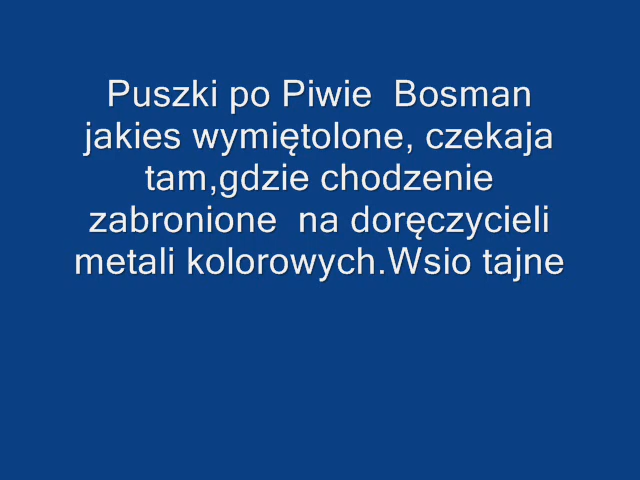 Puszki po Piwie  Bosman
jakies wymiętolone, czekaja
tam,gdzie chodzenie
zabronione  na doręczycieli
metali kolorowych.Wsio tajne